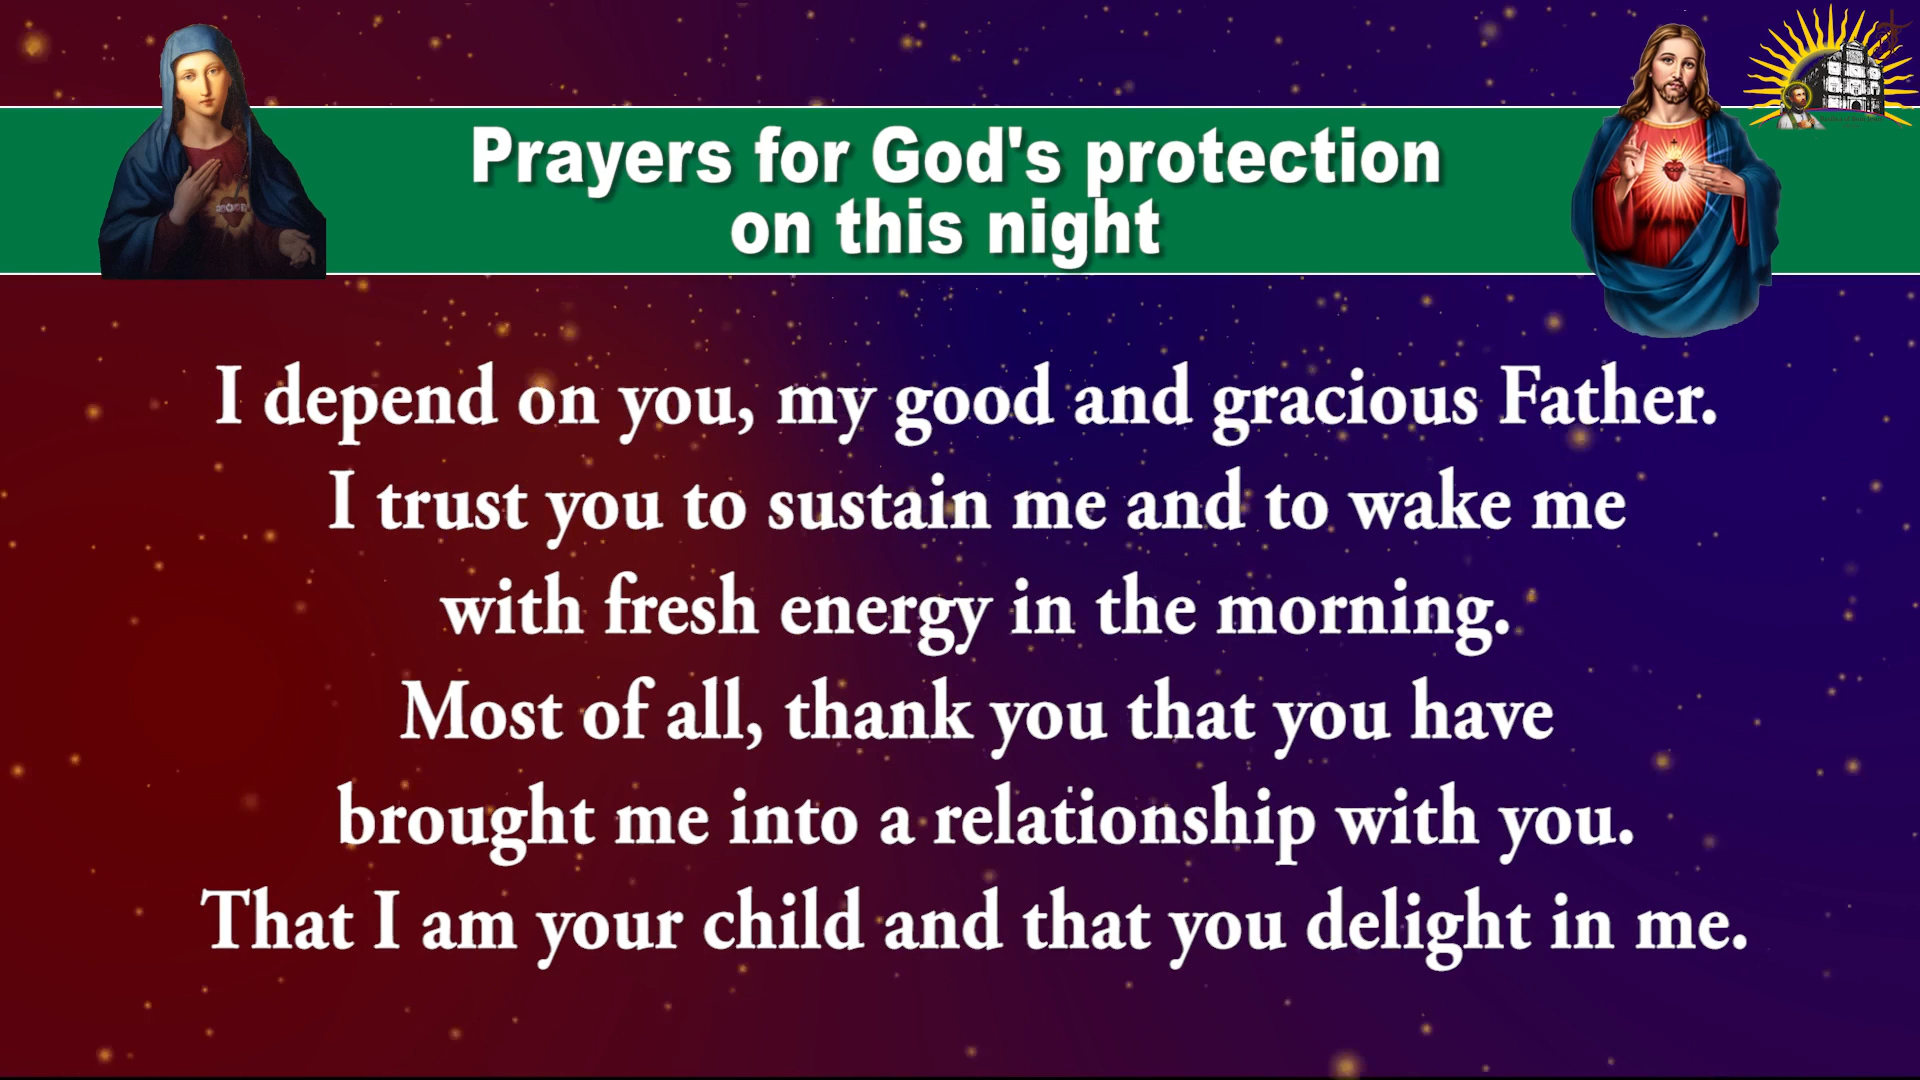 Prayers for God's protection
on this night
I depend on you, my good and gracious Father.
I trust you to sustain me and to wake me
with fresh energy in the morning.
Most of all, thank you that you have
brought me into a relationship with you.
That I am your child and that you delight in me.